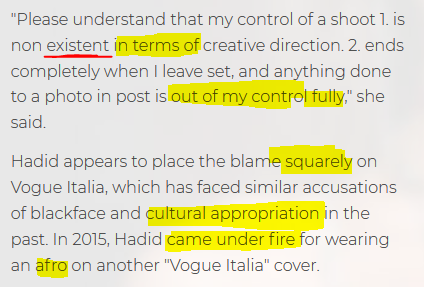 "Please understand that my control of a shoot 1. is
non existent in terms of creative direction. 2. ends
completely when I leave set, and anything done
to a photo in post is out of my control fully," she
said.
Hadid appears to place the blame squarely on
Vogue Italia, which has faced similar accusations
of blackface and cultural appropriation in the
past. In 2015, Hadid came under fire for wearing
an afro on another "Vogue Italia" cover.